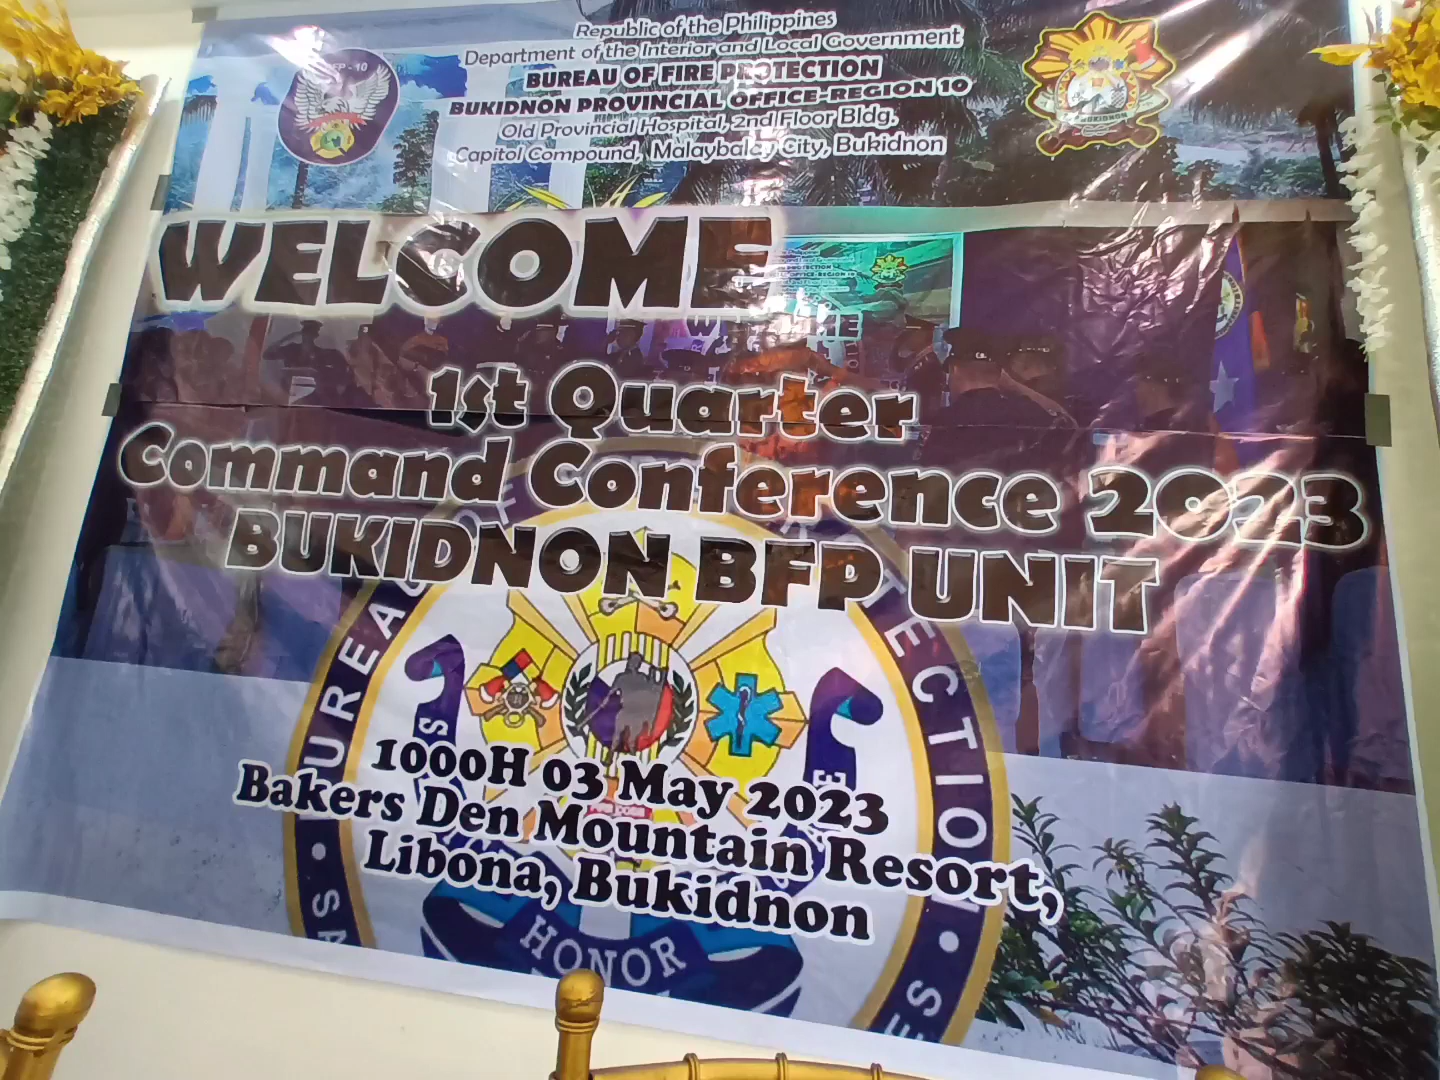 Republic of the Philippines
Department of the Interior and Local Government
BUREAU OF FIRE PROTECTION
BUKIDNON PROVINCIAL OFFICE-REGION 10
Old Provincial Hospital, 2nd Floor Bldg.
Capitol Compound, Malaybalay City, Bukidnon
WELCOME
1st Quarter
Command Conference 2023
BUKIDNON BFP UNIT
1000H 03 May 2023
Bakers Den Mountain Resort,
Libona, Bukidnon
HONOR